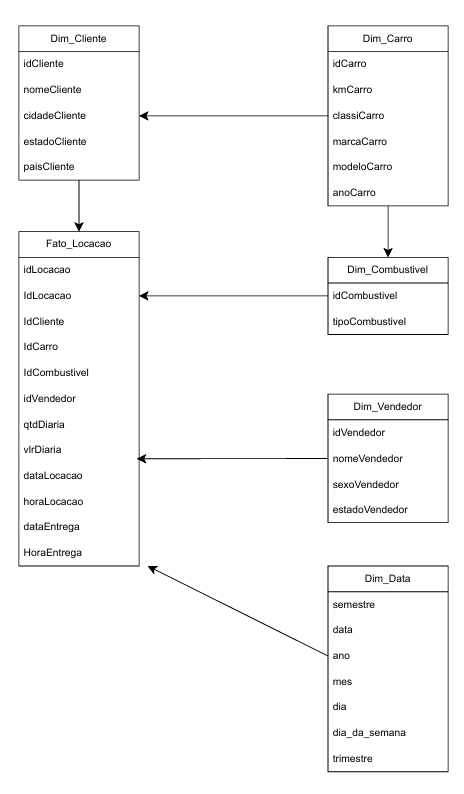 Dim_Cliente
idCliente
nomeCliente
cidadeCliente
estadoCliente
paisCliente
Dim_Carro
idCarro
kmCarro
classiCarro
marcaCarro
modeloCarro
anoCarro
Fato_Locacao
idLocacao
IdLocacao
IdCliente
IdCarro
IdCombustivel
idVendedor
qtdDiaria
vlrDiaria
dataLocacao
horaLocacao
dataEntrega
HoraEntrega
Dim_Combustivel
idCombustivel
tipoCombustivel
Dim_Vendedor
idVendedor
nomeVendedor
sexoVendedor
estadoVendedor
Dim_Data
semestre
data
ano
mes
dia
dia_da_semana
trimestre